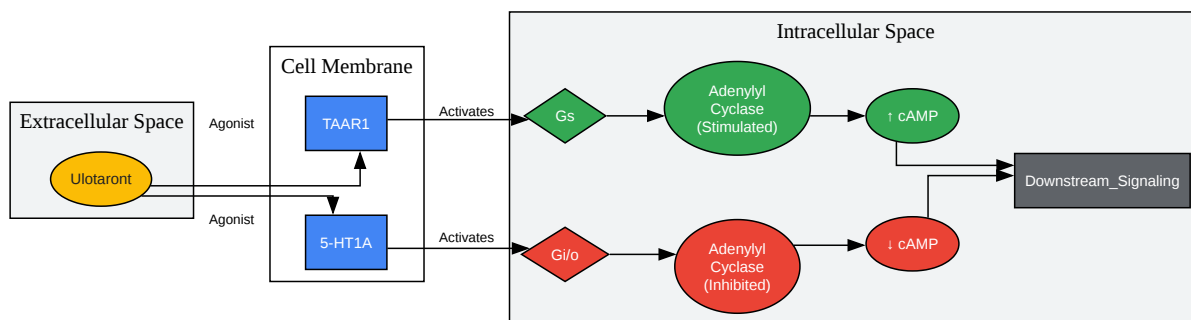 Extracellular Space
Ulotaront
Agonist
Agonist
Cell Membrane
TAAR1
5-HT1A
Activates
Activates
Intracellular Space
Gs
Adenylyl
Cyclase
(Stimulated)
↑ cAMP
Gi/o
Adenylyl
Cyclase
(Inhibited)
↓ cAMP
Downstream_Signaling